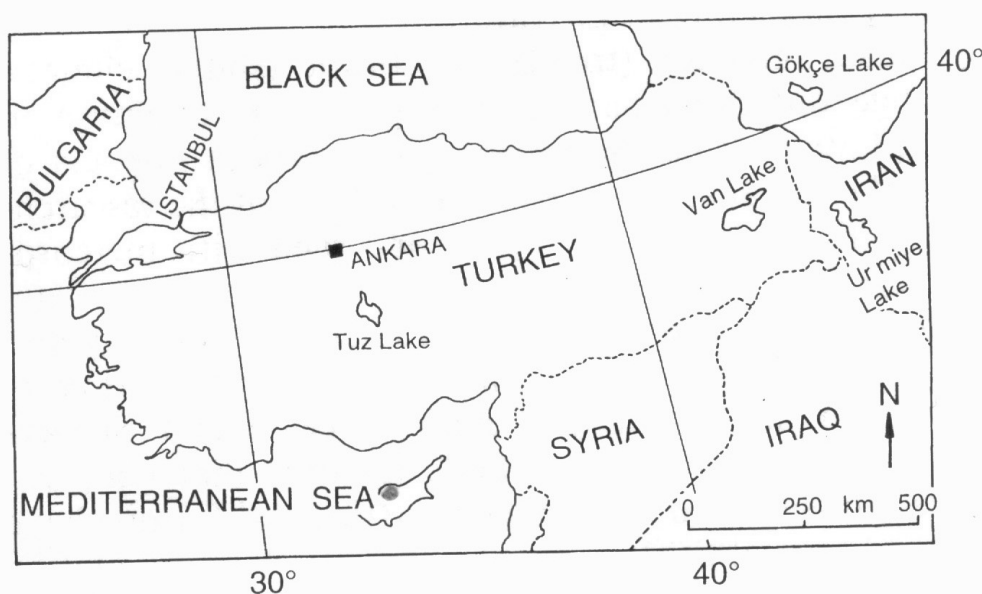 BLACK SEA
Gökçe Lake
40°
BULGARIA
ISTANBUL
IRAN
Van Lake
ANKARA
TURKEY
Ur miye
Lake
Tuz Lake
N
SYRIA
IRAQ
MEDITERRANEAN SEA
0 250 km 500
30°
40°